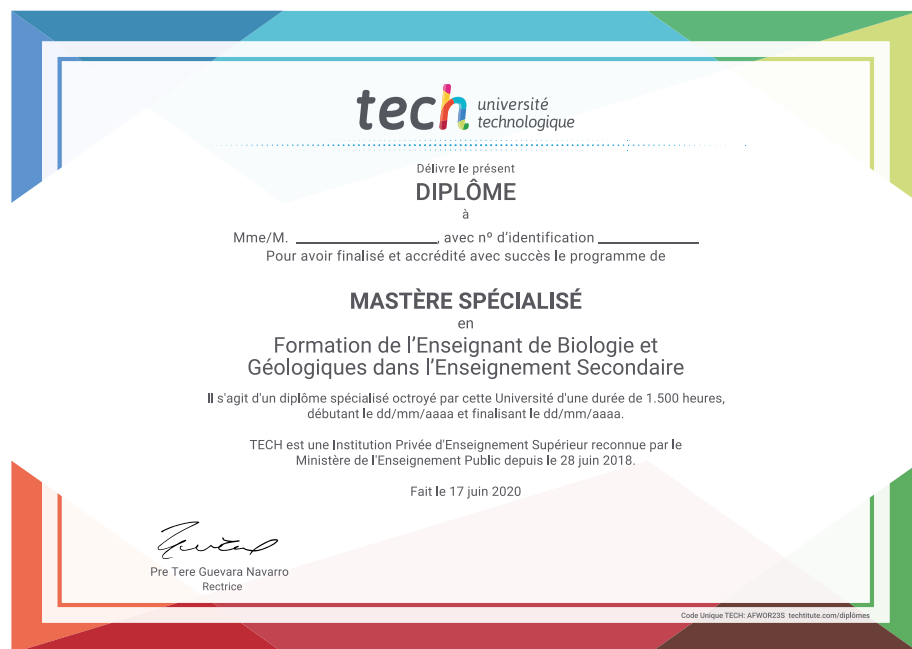 tech université
technologique
Délivre le présent
DIPLÔME
à
Mme/M. ____________, avec nº d'identification ____________
Pour avoir finalisé et accrédité avec succès le programme de
MASTÈRE SPÉCIALISÉ
en
Formation de l'Enseignant de Biologie et
Géologiques dans l'Enseignement Secondaire
Il s'agit d'un diplôme spécialisé octroyé par cette Université d'une durée de 1.500 heures,
débutant le dd/mm/aaaa et finalisant le dd/mm/aaaa.
TECH est une Institution Privée d'Enseignement Supérieur reconnue par le
Ministère de l'Enseignement Public depuis le 28 juin 2018.
Fait le 17 juin 2020
Pre Tere Guevara Navarro
Rectrice
Code Unique TECH: AFWOR23S techtitute.com/diplômes